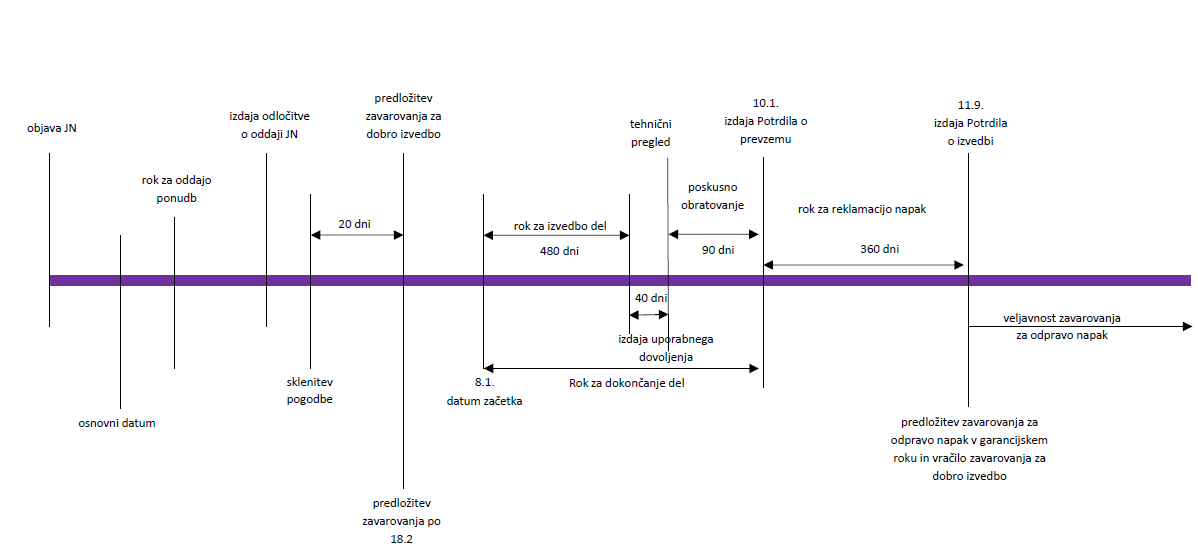 objava JN
rok za oddajo
ponudb
osnovni datum
izdaja odločitve
o oddaji JN
sklenitev
pogodbe
20 dni
predložitev
zavarovanja za
dobro izvedbo
predložitev
zavarovanja po
18.2
8.1.
datum začetka
rok za izvedbo del
480 dni
40 dni
izdaja uporabnega
dovoljenja
Rok za dokončanje del
tehnični
pregled
poskusno
obratovanje
90 dni
10.1.
izdaja Potrdila o
prevzemu
rok za reklamacijo napak
360 dni
11.9.
izdaja Potrdila
o izvedbi
veljavnost zavarovanja
za odpravo napak
predložitev zavarovanja za
odpravo napak v garancijskem
roku in vračilo zavarovanja za
dobro izvedbo